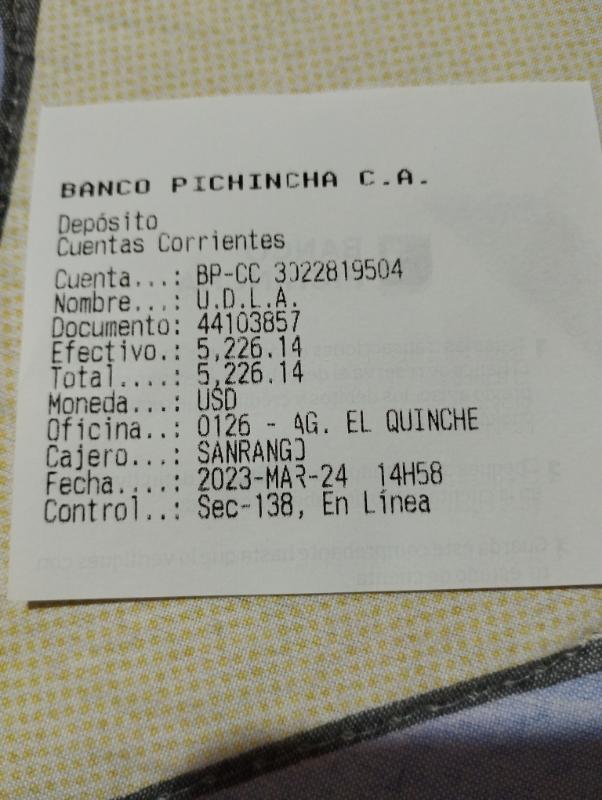 BANCO PICHINCHA C.A.
Depósito
Cuentas Corrientes
Cuenta...: BP-CC 3022819504
Nombre...: U.D.L.A.
Documento: 44103857
Efectivo.: 5,226.14
Total....: 5,226.14
Moneda...: USD
Oficina..: 0126 - AG. EL QUINCHE
Cajero...: SANRANGO
Fecha....: 2023-MAR-24 14H58
Control..: Sec-138, En Línea